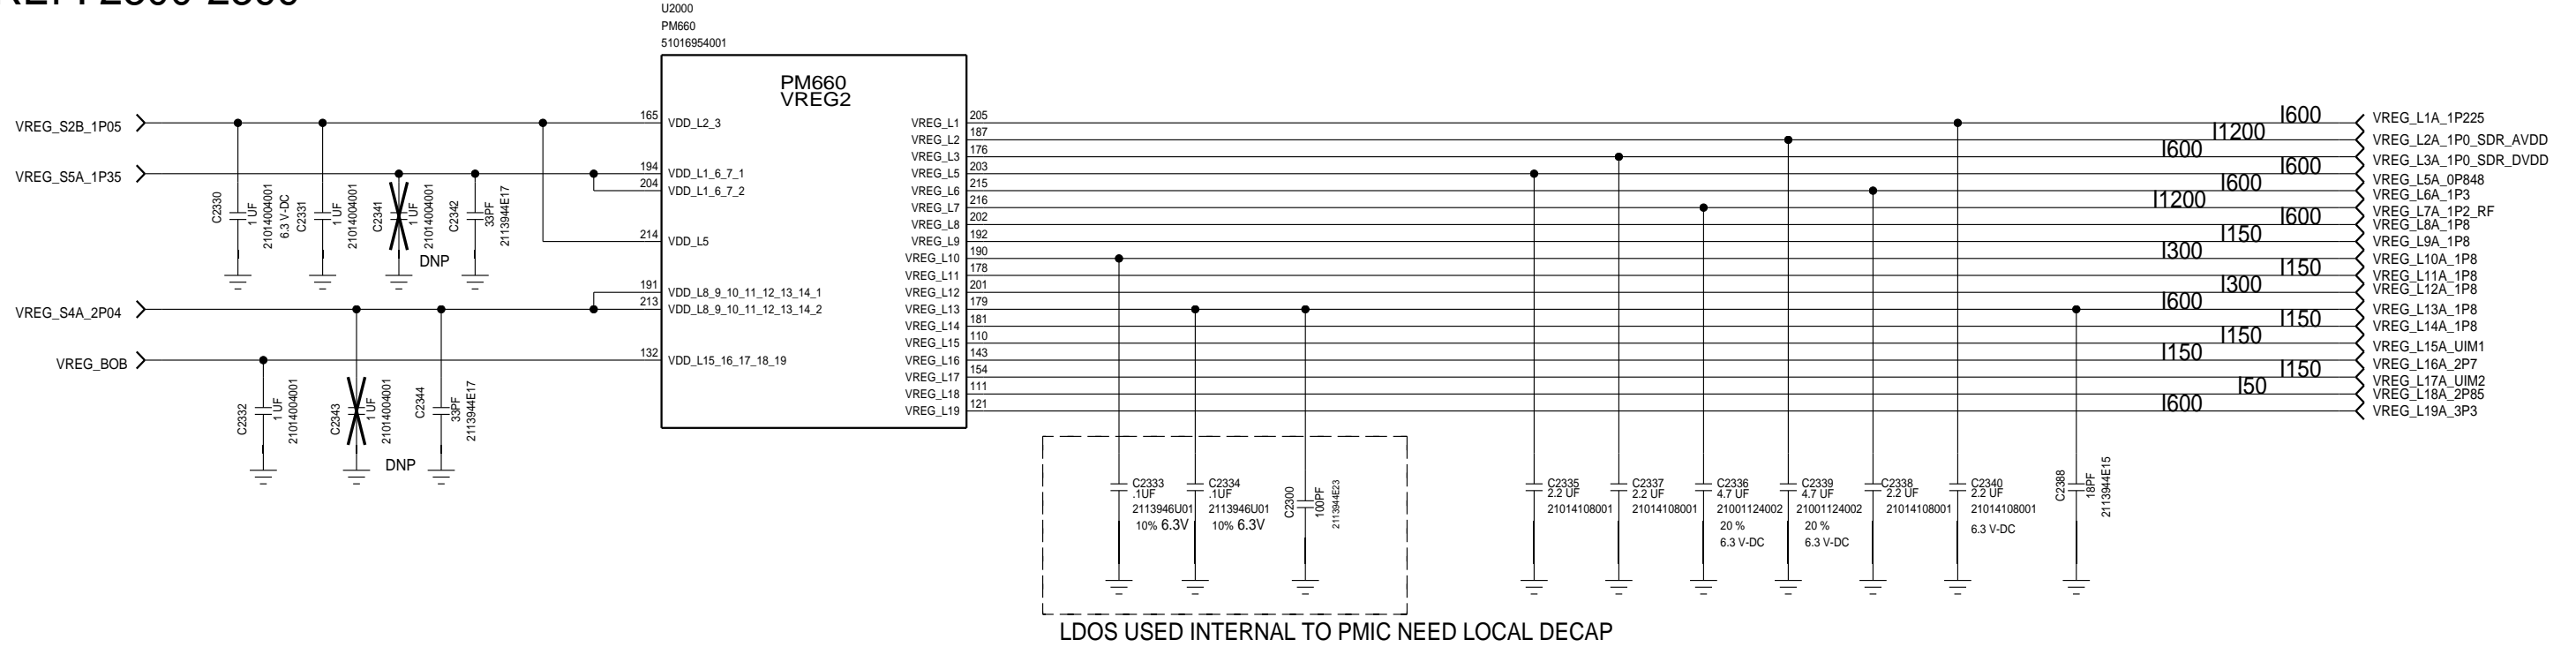 U2000
PM660
51016954001
PM660
VREG2
VREG_S2B_1P05
VREG_S5A_1P35
VREG_S4A_2P04
VREG_BOB
165 VDD_L2_3
194 VDD_L1_6_7_1
204 VDD_L1_6_7_2
214 VDD_L5
191 VDD_L8_9_10_11_12_13_14_1
213 VDD_L8_9_10_11_12_13_14_2
132 VDD_L15_16_17_18_19
C2330
1 UF
21014004001
6.3 V-DC
C2331
1 UF
21014004001
C2341
1 UF
21014004001
DNP
C2342
33PF
2113944E17
C2332
1 UF
21014004001
C2343
1 UF
21014004001
DNP
C2344
33PF
2113944E17
VREG_L1 205
VREG_L2 187
VREG_L3 176
VREG_L5 203
VREG_L6 215
VREG_L7 216
VREG_L8 202
VREG_L9 192
VREG_L10 190
VREG_L11 178
VREG_L12 201
VREG_L13 179
VREG_L14 181
VREG_L15 110
VREG_L16 143
VREG_L17 154
VREG_L18 111
VREG_L19 121
I600 VREG_L1A_1P225
I1200 VREG_L2A_1P0_SDR_AVDD
I600 VREG_L3A_1P0_SDR_DVDD
I600 VREG_L5A_0P848
I600 VREG_L6A_1P3
I1200 VREG_L7A_1P2_RF
I600 VREG_L8A_1P8
I150 VREG_L9A_1P8
I300 VREG_L10A_1P8
I150 VREG_L11A_1P8
I300 VREG_L12A_1P8
I600 VREG_L13A_1P8
I150 VREG_L14A_1P8
I150 VREG_L15A_UIM1
I150 VREG_L16A_2P7
I150 VREG_L17A_UIM2
I50 VREG_L18A_2P85
I600 VREG_L19A_3P3
C2333
.1UF
2113946U01
10% 6.3V
C2334
.1UF
2113946U01
10% 6.3V
C2300
100PF
2113944E23
C2335
2.2 UF
21014108001
C2337
2.2 UF
21014108001
C2336
4.7 UF
21001124002
20 %
6.3 V-DC
C2339
4.7 UF
21001124002
20 %
6.3 V-DC
C2338
2.2 UF
21014108001
C2340
2.2 UF
21014108001
6.3 V-DC
C2388
18PF
2113944E15
LDOS USED INTERNAL TO PMIC NEED LOCAL DECAP